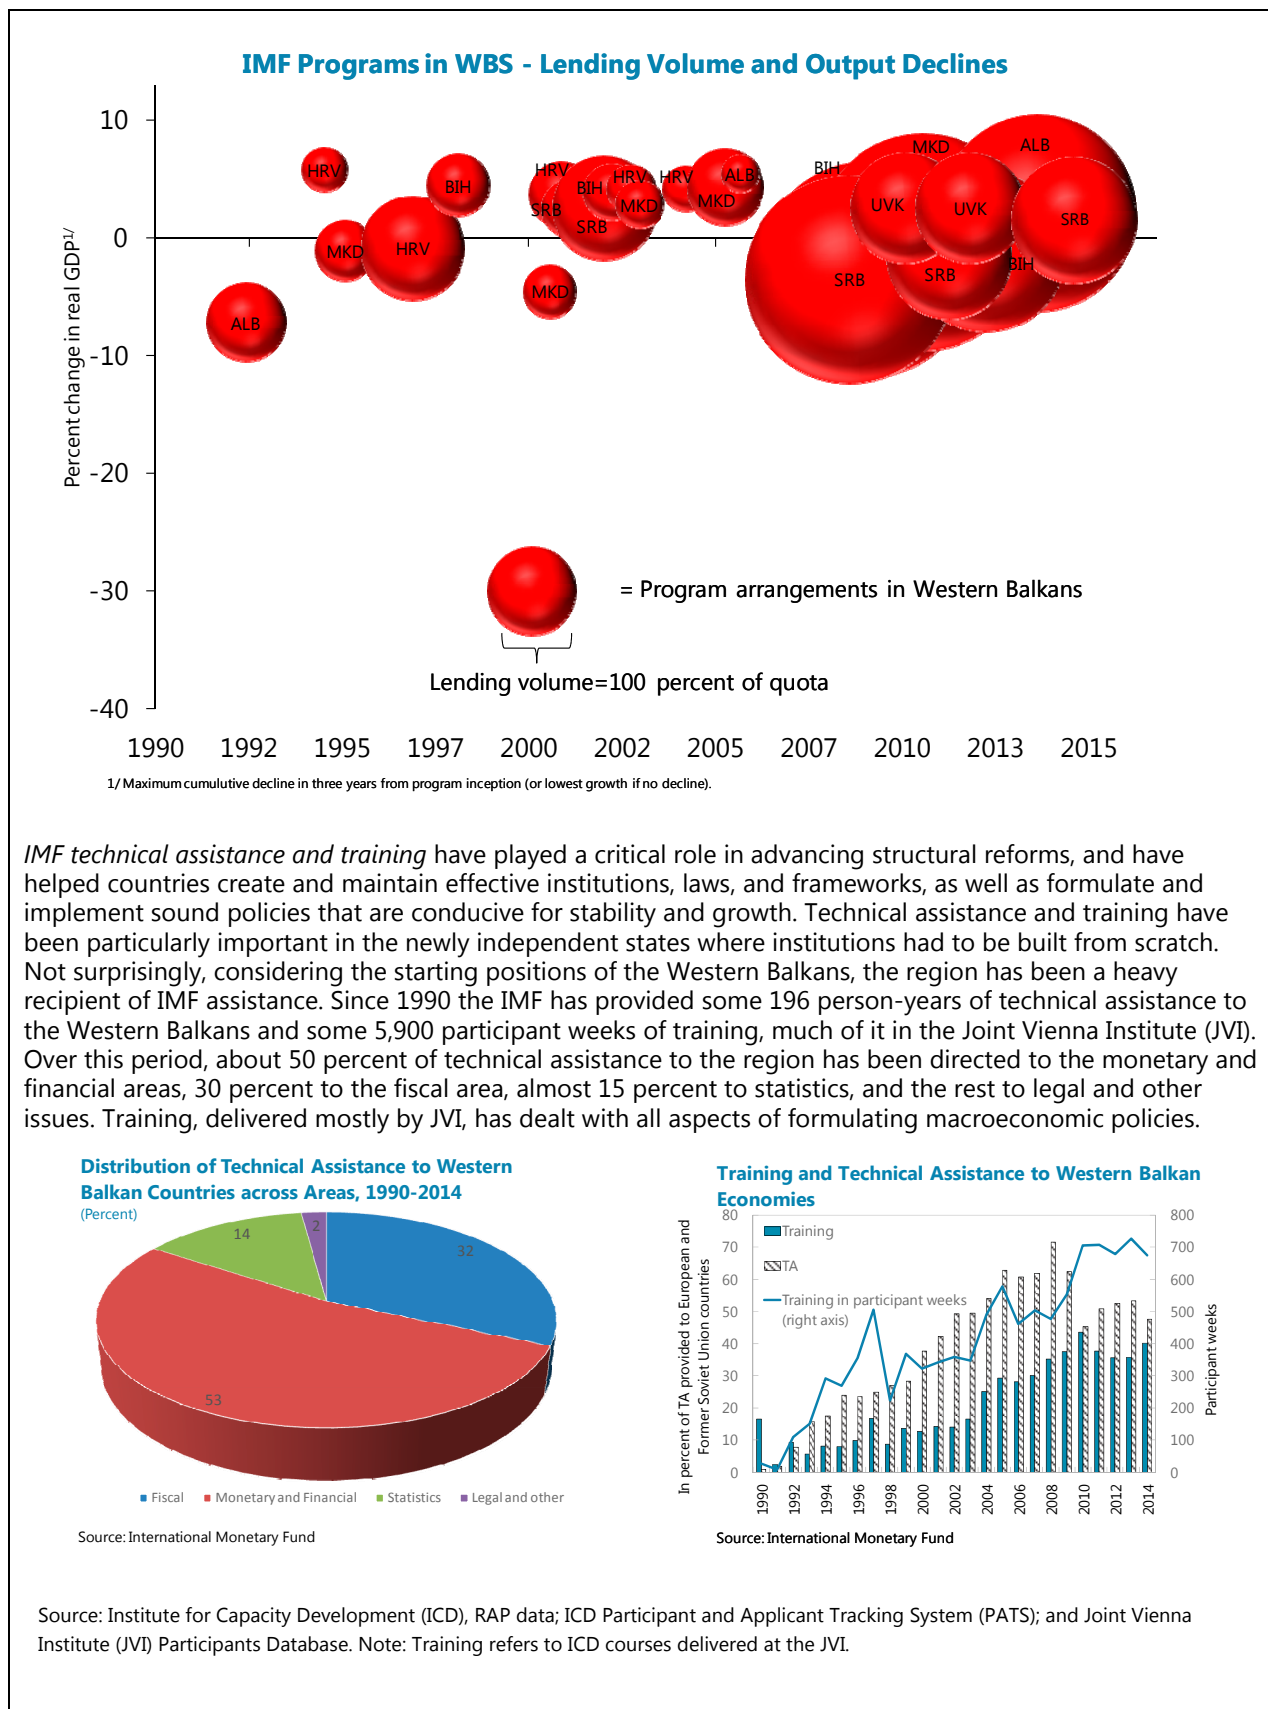 IMF Programs in WBS - Lending Volume and Output Declines
Percent change in real GDP1/
10
0
-10
-20
-30
-40
HRV
BIH
MKD
HRV
ALB
HRV
SRB
BIH
HRV
MKD
SRB
MKD
HRV
MKD
ALB
BIH
MKD
ALB
UVK
UVK
SRB
SRB
SRB
BIH
= Program arrangements in Western Balkans
Lending volume=100 percent of quota
1990 1992 1995 1997 2000 2002 2005 2007 2010 2013 2015
1/ Maximum cumulutive decline in three years from program inception (or lowest growth if no decline).
IMF technical assistance and training have played a critical role in advancing structural reforms, and have
helped countries create and maintain effective institutions, laws, and frameworks, as well as formulate and
implement sound policies that are conducive for stability and growth. Technical assistance and training have
been particularly important in the newly independent states where institutions had to be built from scratch.
Not surprisingly, considering the starting positions of the Western Balkans, the region has been a heavy
recipient of IMF assistance. Since 1990 the IMF has provided some 196 person-years of technical assistance to
the Western Balkans and some 5,900 participant weeks of training, much of it in the Joint Vienna Institute (JVI).
Over this period, about 50 percent of technical assistance to the region has been directed to the monetary and
financial areas, 30 percent to the fiscal area, almost 15 percent to statistics, and the rest to legal and other
issues. Training, delivered mostly by JVI, has dealt with all aspects of formulating macroeconomic policies.
Distribution of Technical Assistance to Western
Balkan Countries across Areas, 1990-2014
(Percent)
14
2
32
53
Fiscal Monetary and Financial Statistics Legal and other
Source: International Monetary Fund
Training and Technical Assistance to Western Balkan
Economies
In percent of TA provided to European and
Former Soviet Union countries
80
70
60
50
40
30
20
10
0
Training
TA
Training in participant weeks
(right axis)
800
700
600
500
400
300
200
100
0
Participant weeks
1990 1992 1994 1996 1998 2000 2002 2004 2006 2008 2010 2012 2014
Source: International Monetary Fund
Source: Institute for Capacity Development (ICD), RAP data; ICD Participant and Applicant Tracking System (PATS); and Joint Vienna
Institute (JVI) Participants Database. Note: Training refers to ICD courses delivered at the JVI.